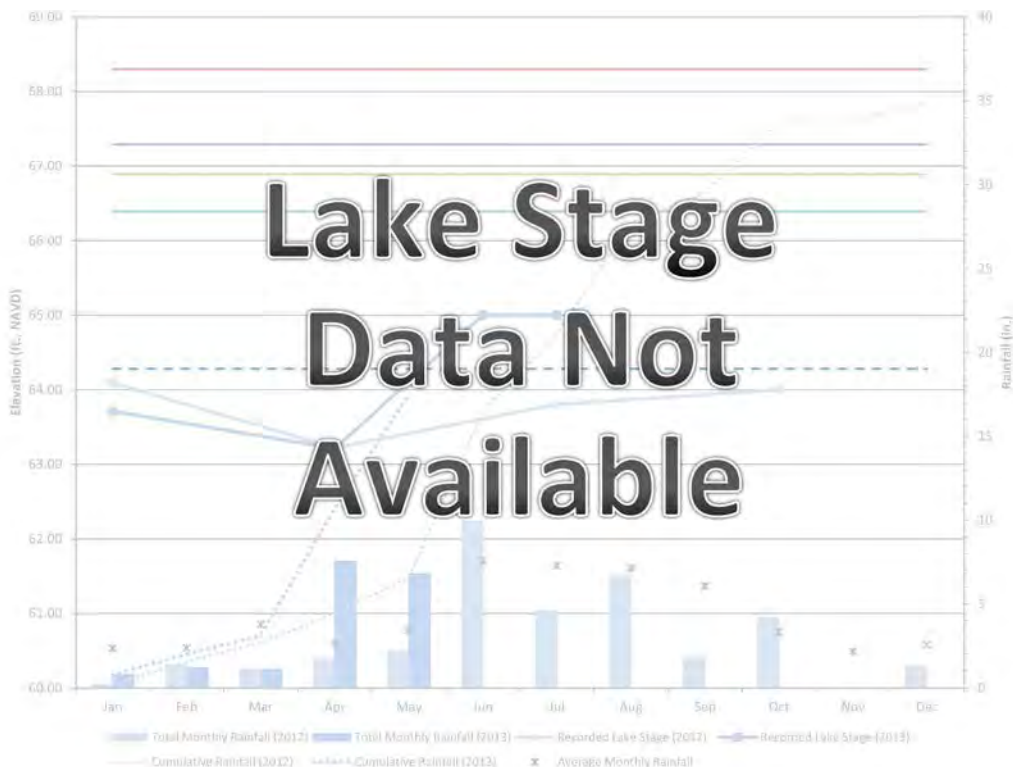 69.00
68.00
67.00
66.00
65.00
64.00
63.00
62.00
61.00
60.00
Elevation (ft., NAVD)
Lake Stage
Data Not
Available
40
35
30
25
20
15
10
5
0
Rainfall (in.)
Jan Feb Mar Apr May Jun Jul Aug Sep Oct Nov Dec
Total Monthly Rainfall (2012) Total Monthly Rainfall (2013) Recorded Lake Stage (2012) Recorded Lake Stage (2013)
Cumulative Rainfall (2012) Cumulative Rainfall (2013) Average Monthly Rainfall